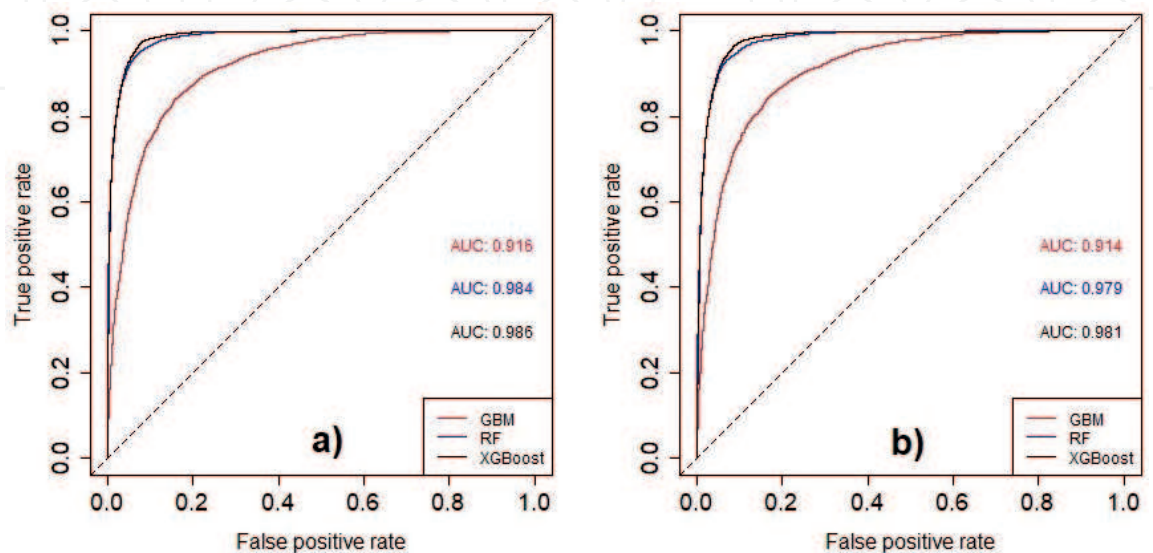 True positive rate
1.0
0.8
0.6
0.4
0.2
0.0
AUC: 0.916
AUC: 0.984
AUC: 0.986
GBM
RF
XGBoost
a)
0.0 0.2 0.4 0.6 0.8 1.0
False positive rate
True positive rate
1.0
0.8
0.6
0.4
0.2
0.0
AUC: 0.914
AUC: 0.979
AUC: 0.981
GBM
RF
XGBoost
b)
0.0 0.2 0.4 0.6 0.8 1.0
False positive rate